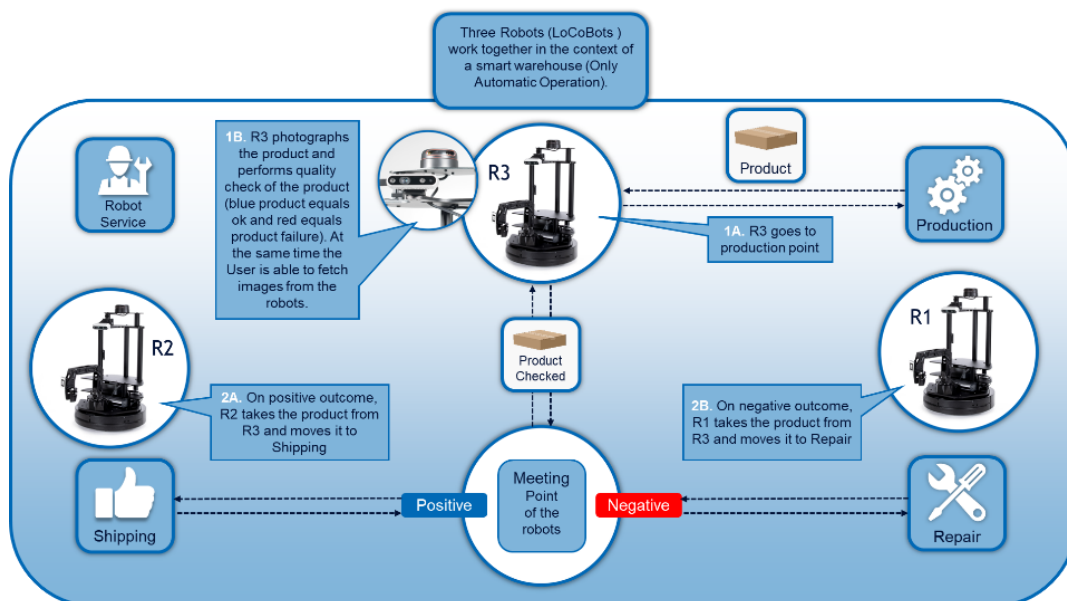 Three Robots (LoCoBots )
work together in the context of
a smart warehouse (Only
Automatic Operation).
1B. R3 photographs
the product and
performs quality
check of the product
(blue product equals
ok and red equals
product failure). At
the same time the
User is able to fetch
images from the
robots.
R3
Product
Robot
Service
Production
1A. R3 goes to
production point
R2
R1
Product
Checked
2A. On positive outcome,
R2 takes the product from
R3 and moves it to
Shipping
2B. On negative outcome,
R1 takes the product from
R3 and moves it to Repair
Meeting
Point
of the
robots
Positive
Negative
Shipping
Repair